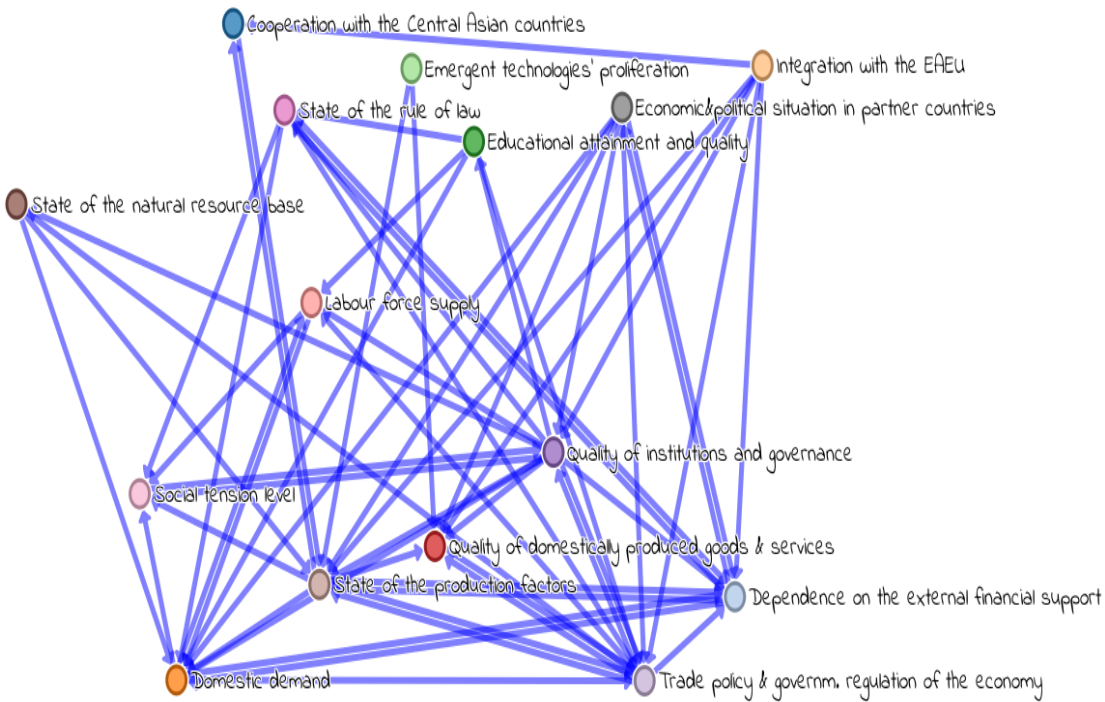 Cooperation with the Central Asian countries
Integration with the EAEU
Emergent technologies' proliferation
State of the rule of law
Economic&political situation in partner countries
Educational attainment and quality
State of the natural resource base
Labour force supply
Quality of institutions and governance
Social tension level
Quality of domestically produced goods & services
State of the production factors
Dependence on the external financial support
Domestic demand
Trade policy & governm. regulation of the economy